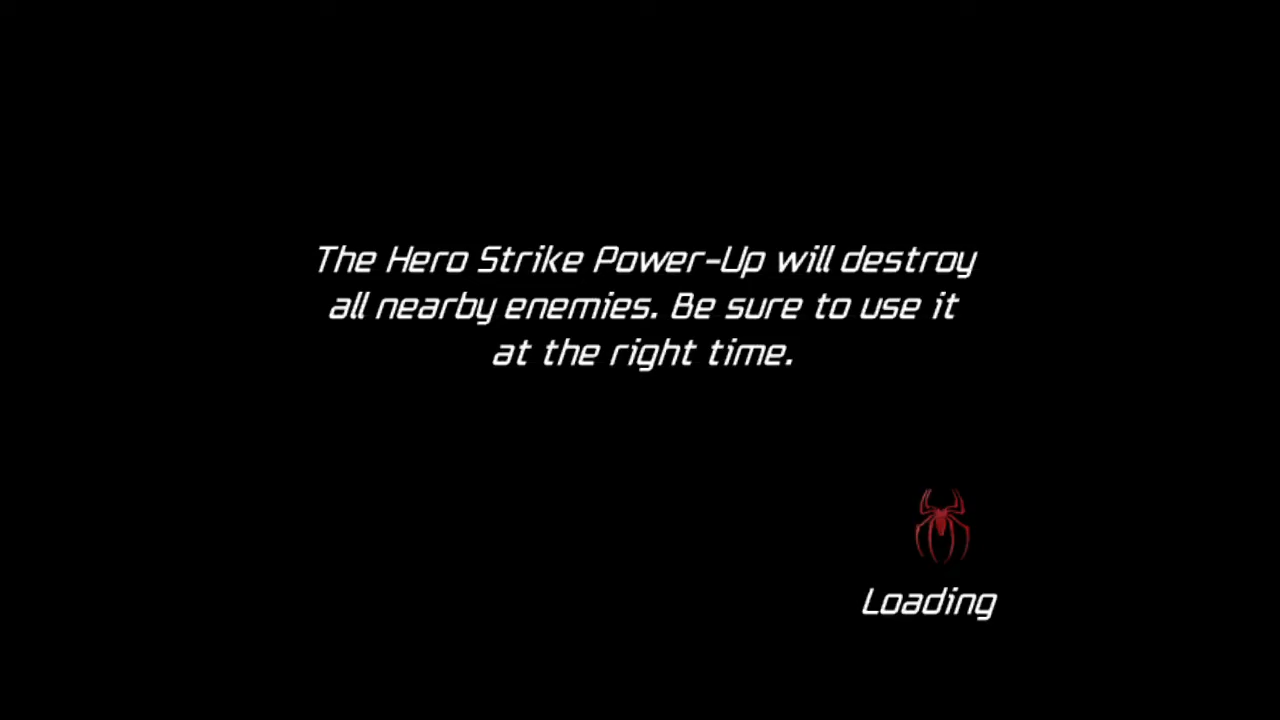 The Hero Strike Power-Up will destroy
all nearby enemies. Be sure to use it
at the right time.
Loading